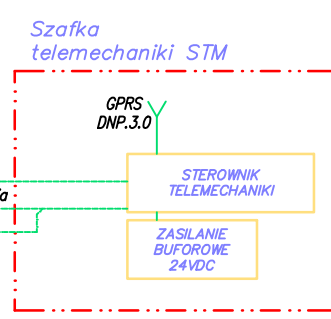 Szafka
telemechaniki STM
GPRS
DNP.3.0
STEROWNIK
TELEMECHANIKI
ZASILANIE
BUFOROWE
24VDC